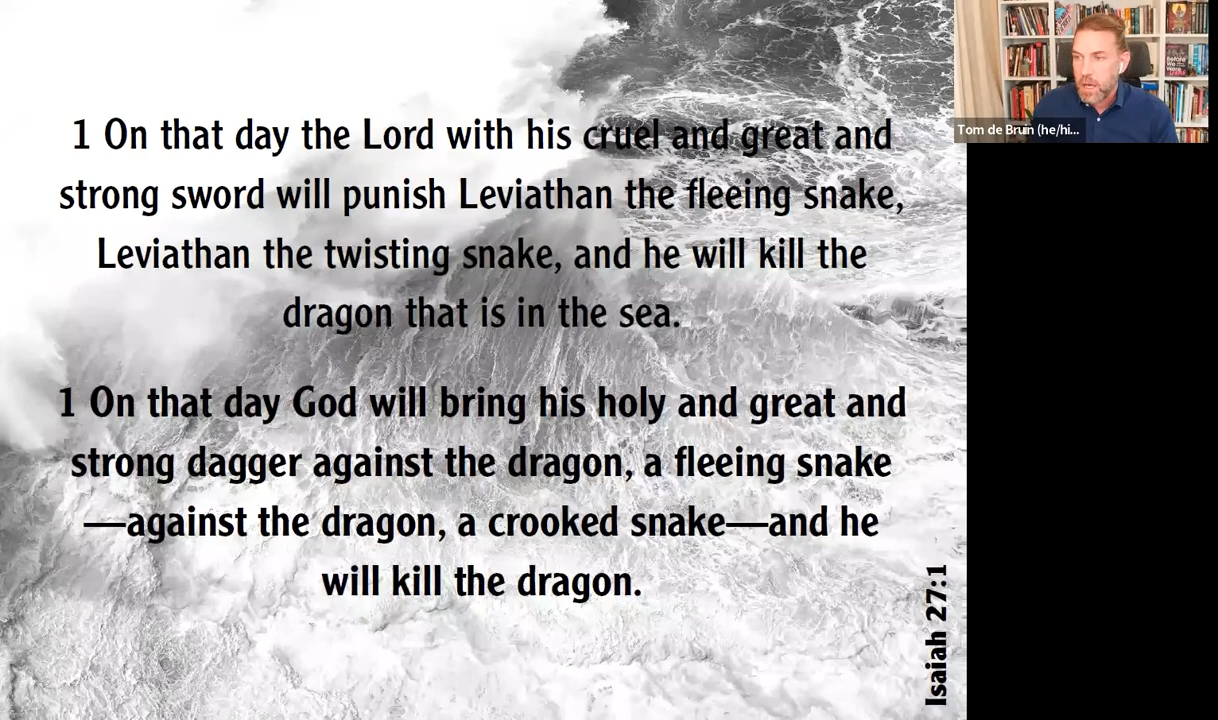 1 On that day the Lord with his cruel and great and
strong sword will punish Leviathan the fleeing snake,
Leviathan the twisting snake, and he will kill the
dragon that is in the sea.
1 On that day God will bring his holy and great and
strong dagger against the dragon, a fleeing snake
—against the dragon, a crooked snake—and he
will kill the dragon.
Isaiah 27:1
Tom de Bruin (he/hi...